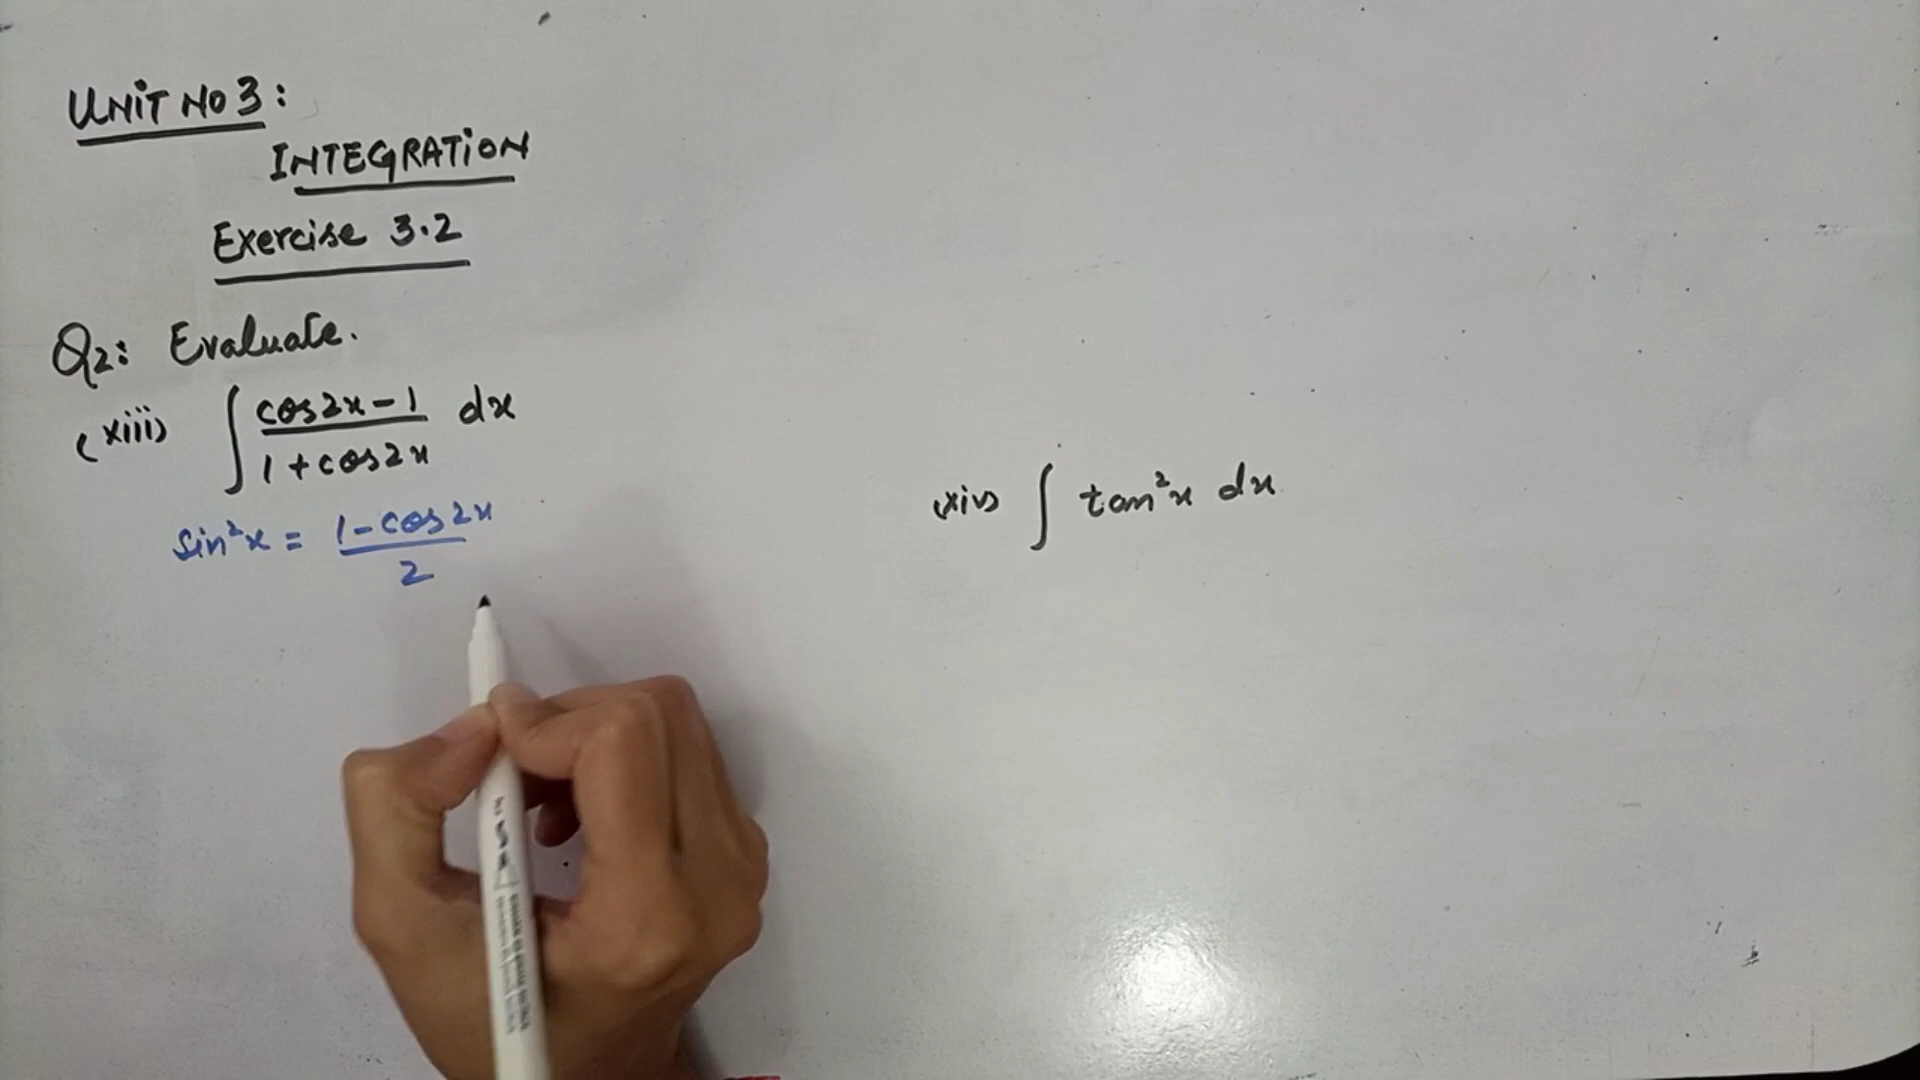 UNIT NO 3:
INTEGRATION
Exercise 3.2
Q2: Evaluate.
(xiii) ∫ cos2x-1 / 1+cos2x dx
sin²x = 1-cos2x / 2
(xiv) ∫ tan²x dx